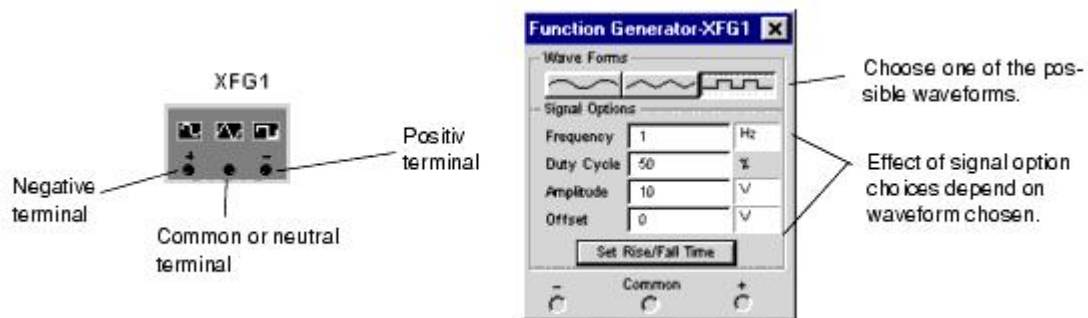 XFG1
+
-
Negative
terminal
Common or neutral
terminal
Positiv
terminal
Function Generator-XFG1
Wave Forms
Signal Options
Frequency 1 Hz
Duty Cycle 50 %
Amplitude 10 V
Offset 0 V
Set Rise/Fall Time
- Common +
Choose one of the pos-
sible waveforms.
Effect of signal option
choices depend on
waveform chosen.